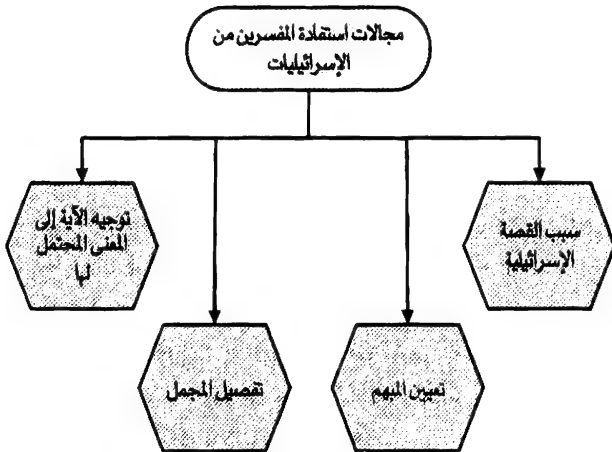 مجالات استفادة المفسرين من
الإسرائيليات
سبب القصة
الإسرائيلية
تعيين المبهم
تفصيل المجمل
توجيه الآية إلى
المعنى المحتمل
لها